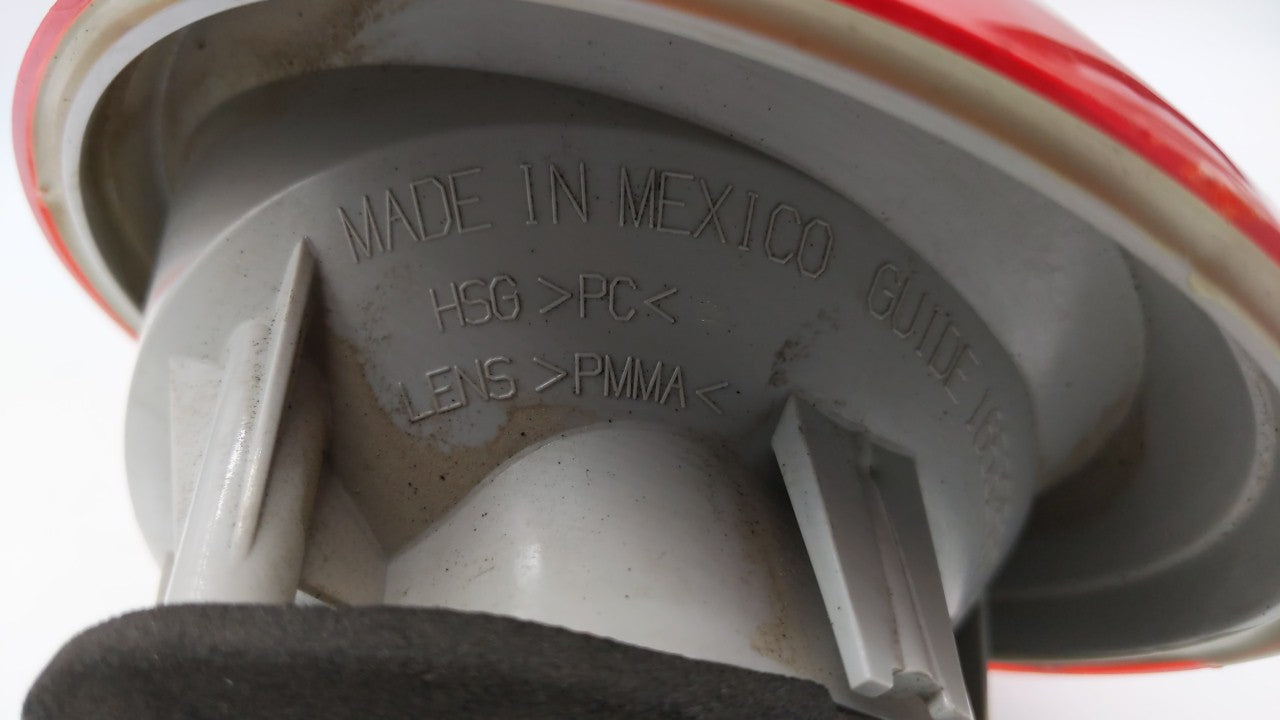 MADE IN MEXICO GUIDE
HSG >PC<
LENS >PMMA<